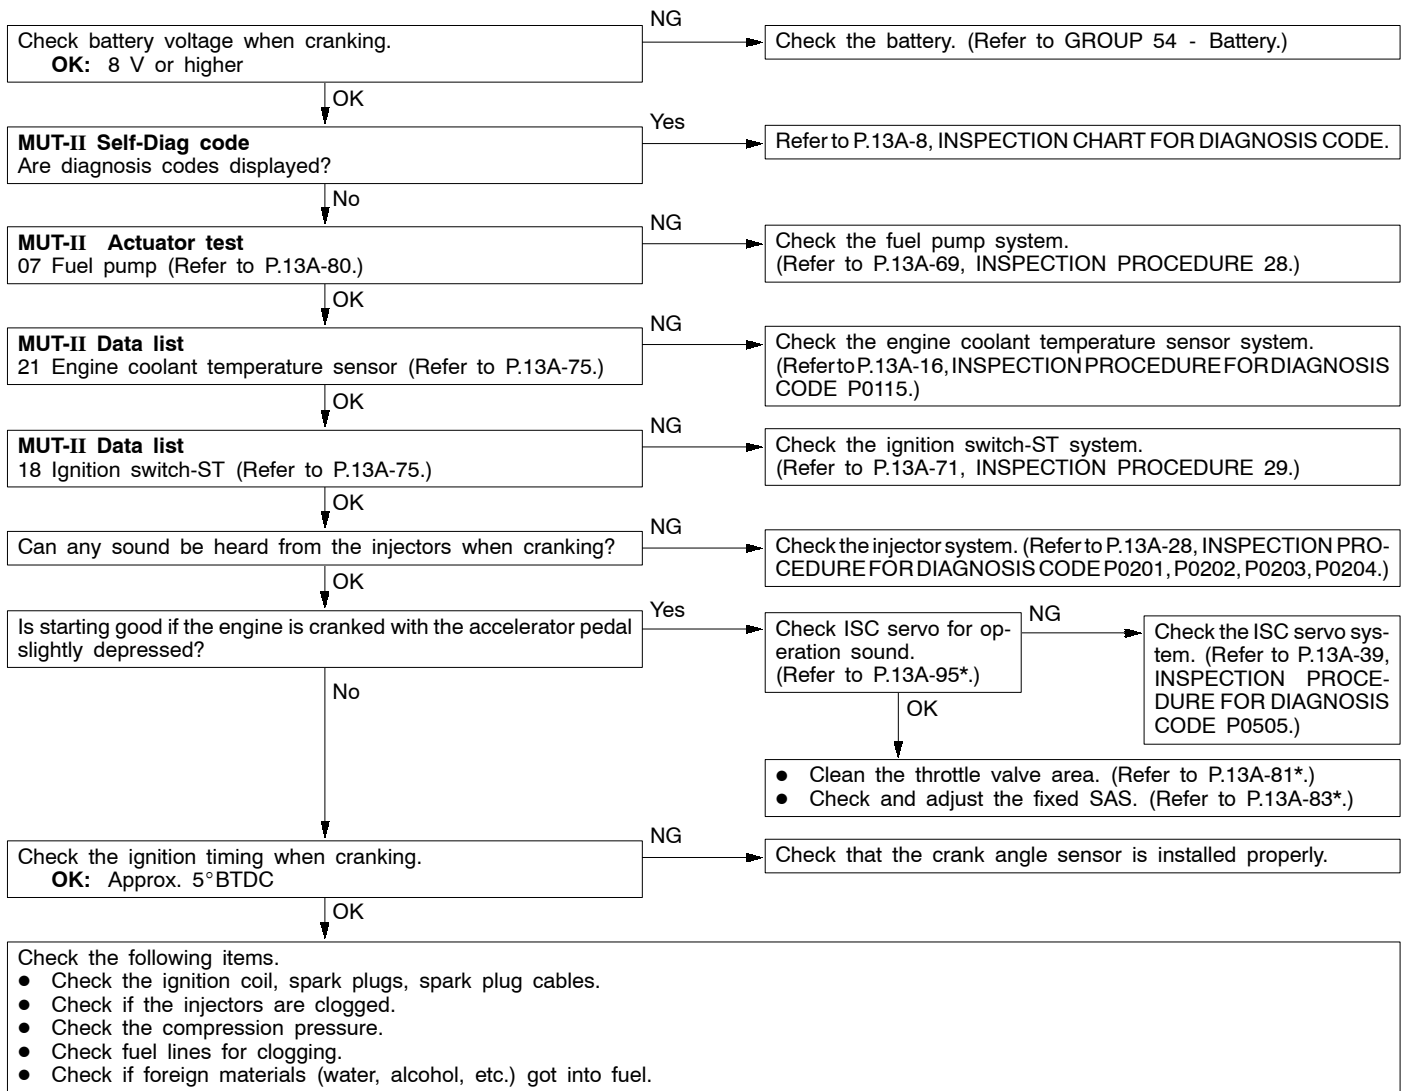 Check battery voltage when cranking.
OK: 8 V or higher
NG
Check the battery. (Refer to GROUP 54 - Battery.)
OK
MUT-II Self-Diag code
Are diagnosis codes displayed?
Yes
Refer to P.13A-8, INSPECTION CHART FOR DIAGNOSIS CODE.
No
MUT-II Actuator test
07 Fuel pump (Refer to P.13A-80.)
NG
Check the fuel pump system.
(Refer to P.13A-69, INSPECTION PROCEDURE 28.)
OK
MUT-II Data list
21 Engine coolant temperature sensor (Refer to P.13A-75.)
NG
Check the engine coolant temperature sensor system.
(Refer to P.13A-16, INSPECTION PROCEDURE FOR DIAGNOSIS
CODE P0115.)
OK
MUT-II Data list
18 Ignition switch-ST (Refer to P.13A-75.)
NG
Check the ignition switch-ST system.
(Refer to P.13A-71, INSPECTION PROCEDURE 29.)
OK
Can any sound be heard from the injectors when cranking?
NG
Check the injector system. (Refer to P.13A-28, INSPECTION PRO-
CEDURE FOR DIAGNOSIS CODE P0201, P0202, P0203, P0204.)
OK
Is starting good if the engine is cranked with the accelerator pedal
slightly depressed?
Yes
Check ISC servo for op-
eration sound.
(Refer to P.13A-95*.)
NG
Check the ISC servo sys-
tem. (Refer to P.13A-39,
INSPECTION PROCE-
DURE FOR DIAGNOSIS
CODE P0505.)
OK
● Clean the throttle valve area. (Refer to P.13A-81*.)
● Check and adjust the fixed SAS. (Refer to P.13A-83*.)
No
Check the ignition timing when cranking.
OK: Approx. 5°BTDC
NG
Check that the crank angle sensor is installed properly.
OK
Check the following items.
● Check the ignition coil, spark plugs, spark plug cables.
● Check if the injectors are clogged.
● Check the compression pressure.
● Check fuel lines for clogging.
● Check if foreign materials (water, alcohol, etc.) got into fuel.